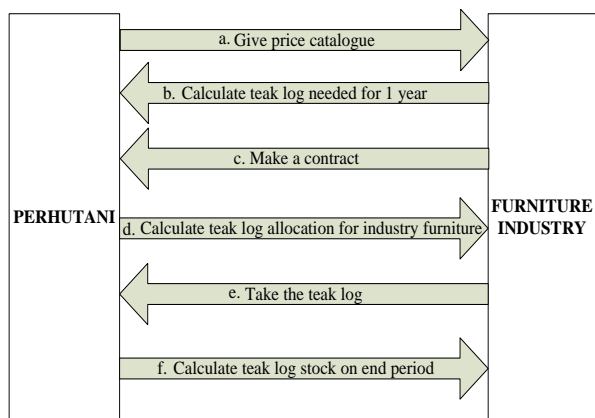 a. Give price catalogue
b. Calculate teak log needed for 1 year
c. Make a contract
PERHUTANI
d. Calculate teak log allocation for industry furniture
FURNITURE
INDUSTRY
e. Take the teak log
f. Calculate teak log stock on end period